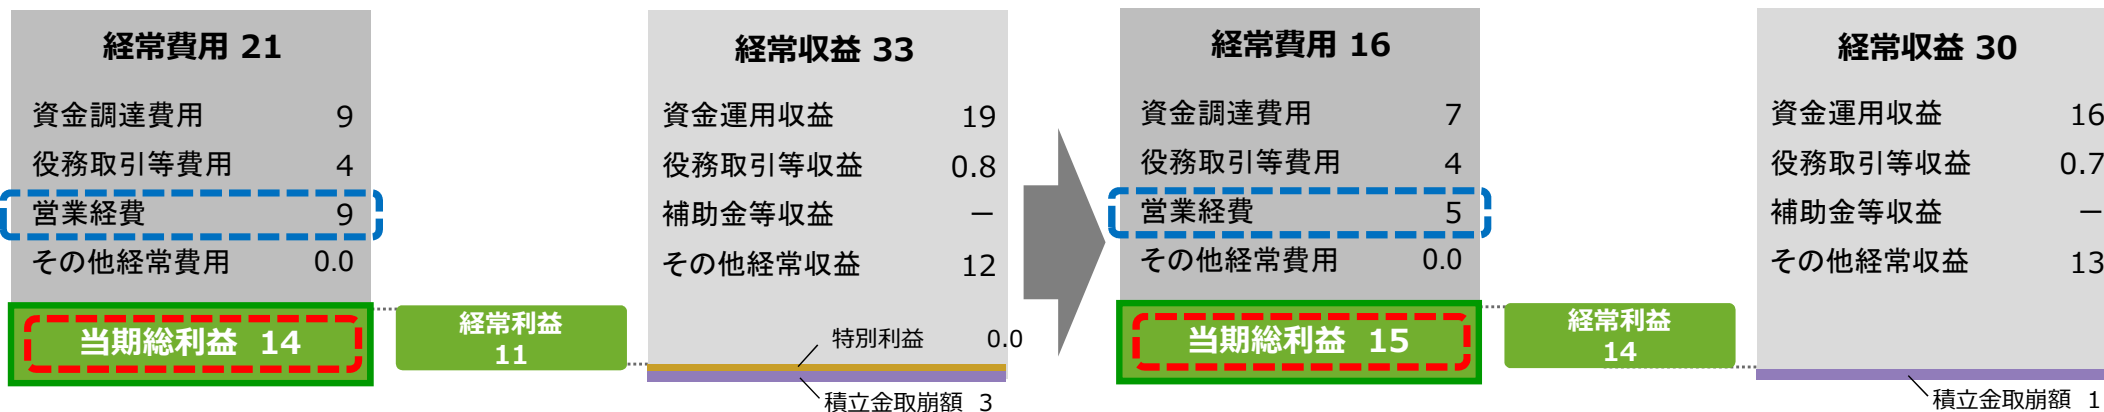 経常費用 21
資金調達費用 9
役務取引等費用 4
営業経費 9
その他経常費用 0.0
当期総利益 14
経常利益
11
経常収益 33
資金運用収益 19
役務取引等収益 0.8
補助金等収益 －
その他経常収益 12
特別利益 0.0
積立金取崩額 3
経常費用 16
資金調達費用 7
役務取引等費用 4
営業経費 5
その他経常費用 0.0
当期総利益 15
経常利益
14
経常収益 30
資金運用収益 16
役務取引等収益 0.7
補助金等収益 －
その他経常収益 13
積立金取崩額 1